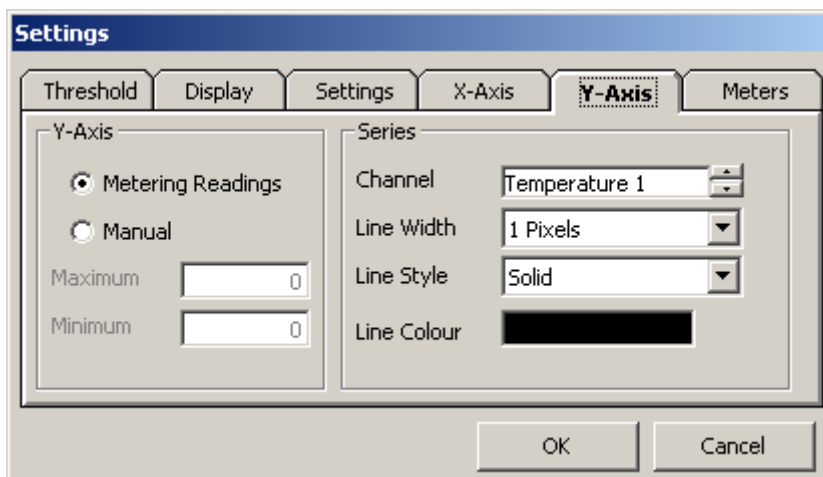 Settings
Threshold Display Settings X-Axis Y-Axis Meters
Y-Axis
Metering Readings
Manual
Maximum 0
Minimum 0
Series
Channel Temperature 1
Line Width 1 Pixels
Line Style Solid
Line Colour
OK Cancel